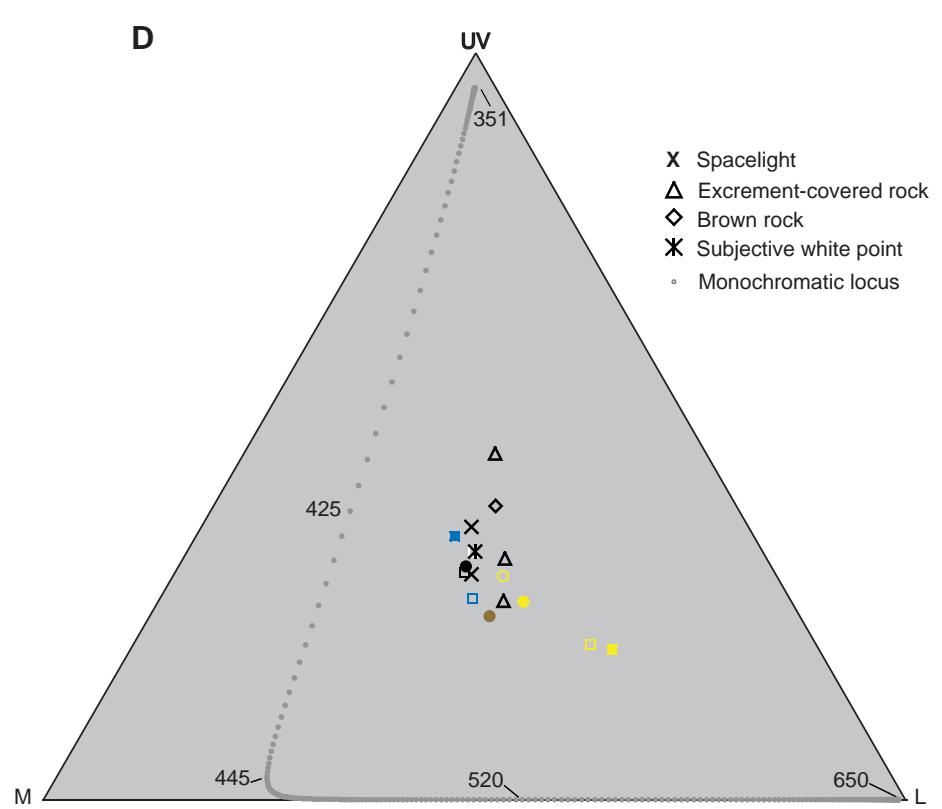 D
UV
351
X Spacelight
Excrement-covered rock
Brown rock
Subjective white point
Monochromatic locus
425
445
520
650
M
L